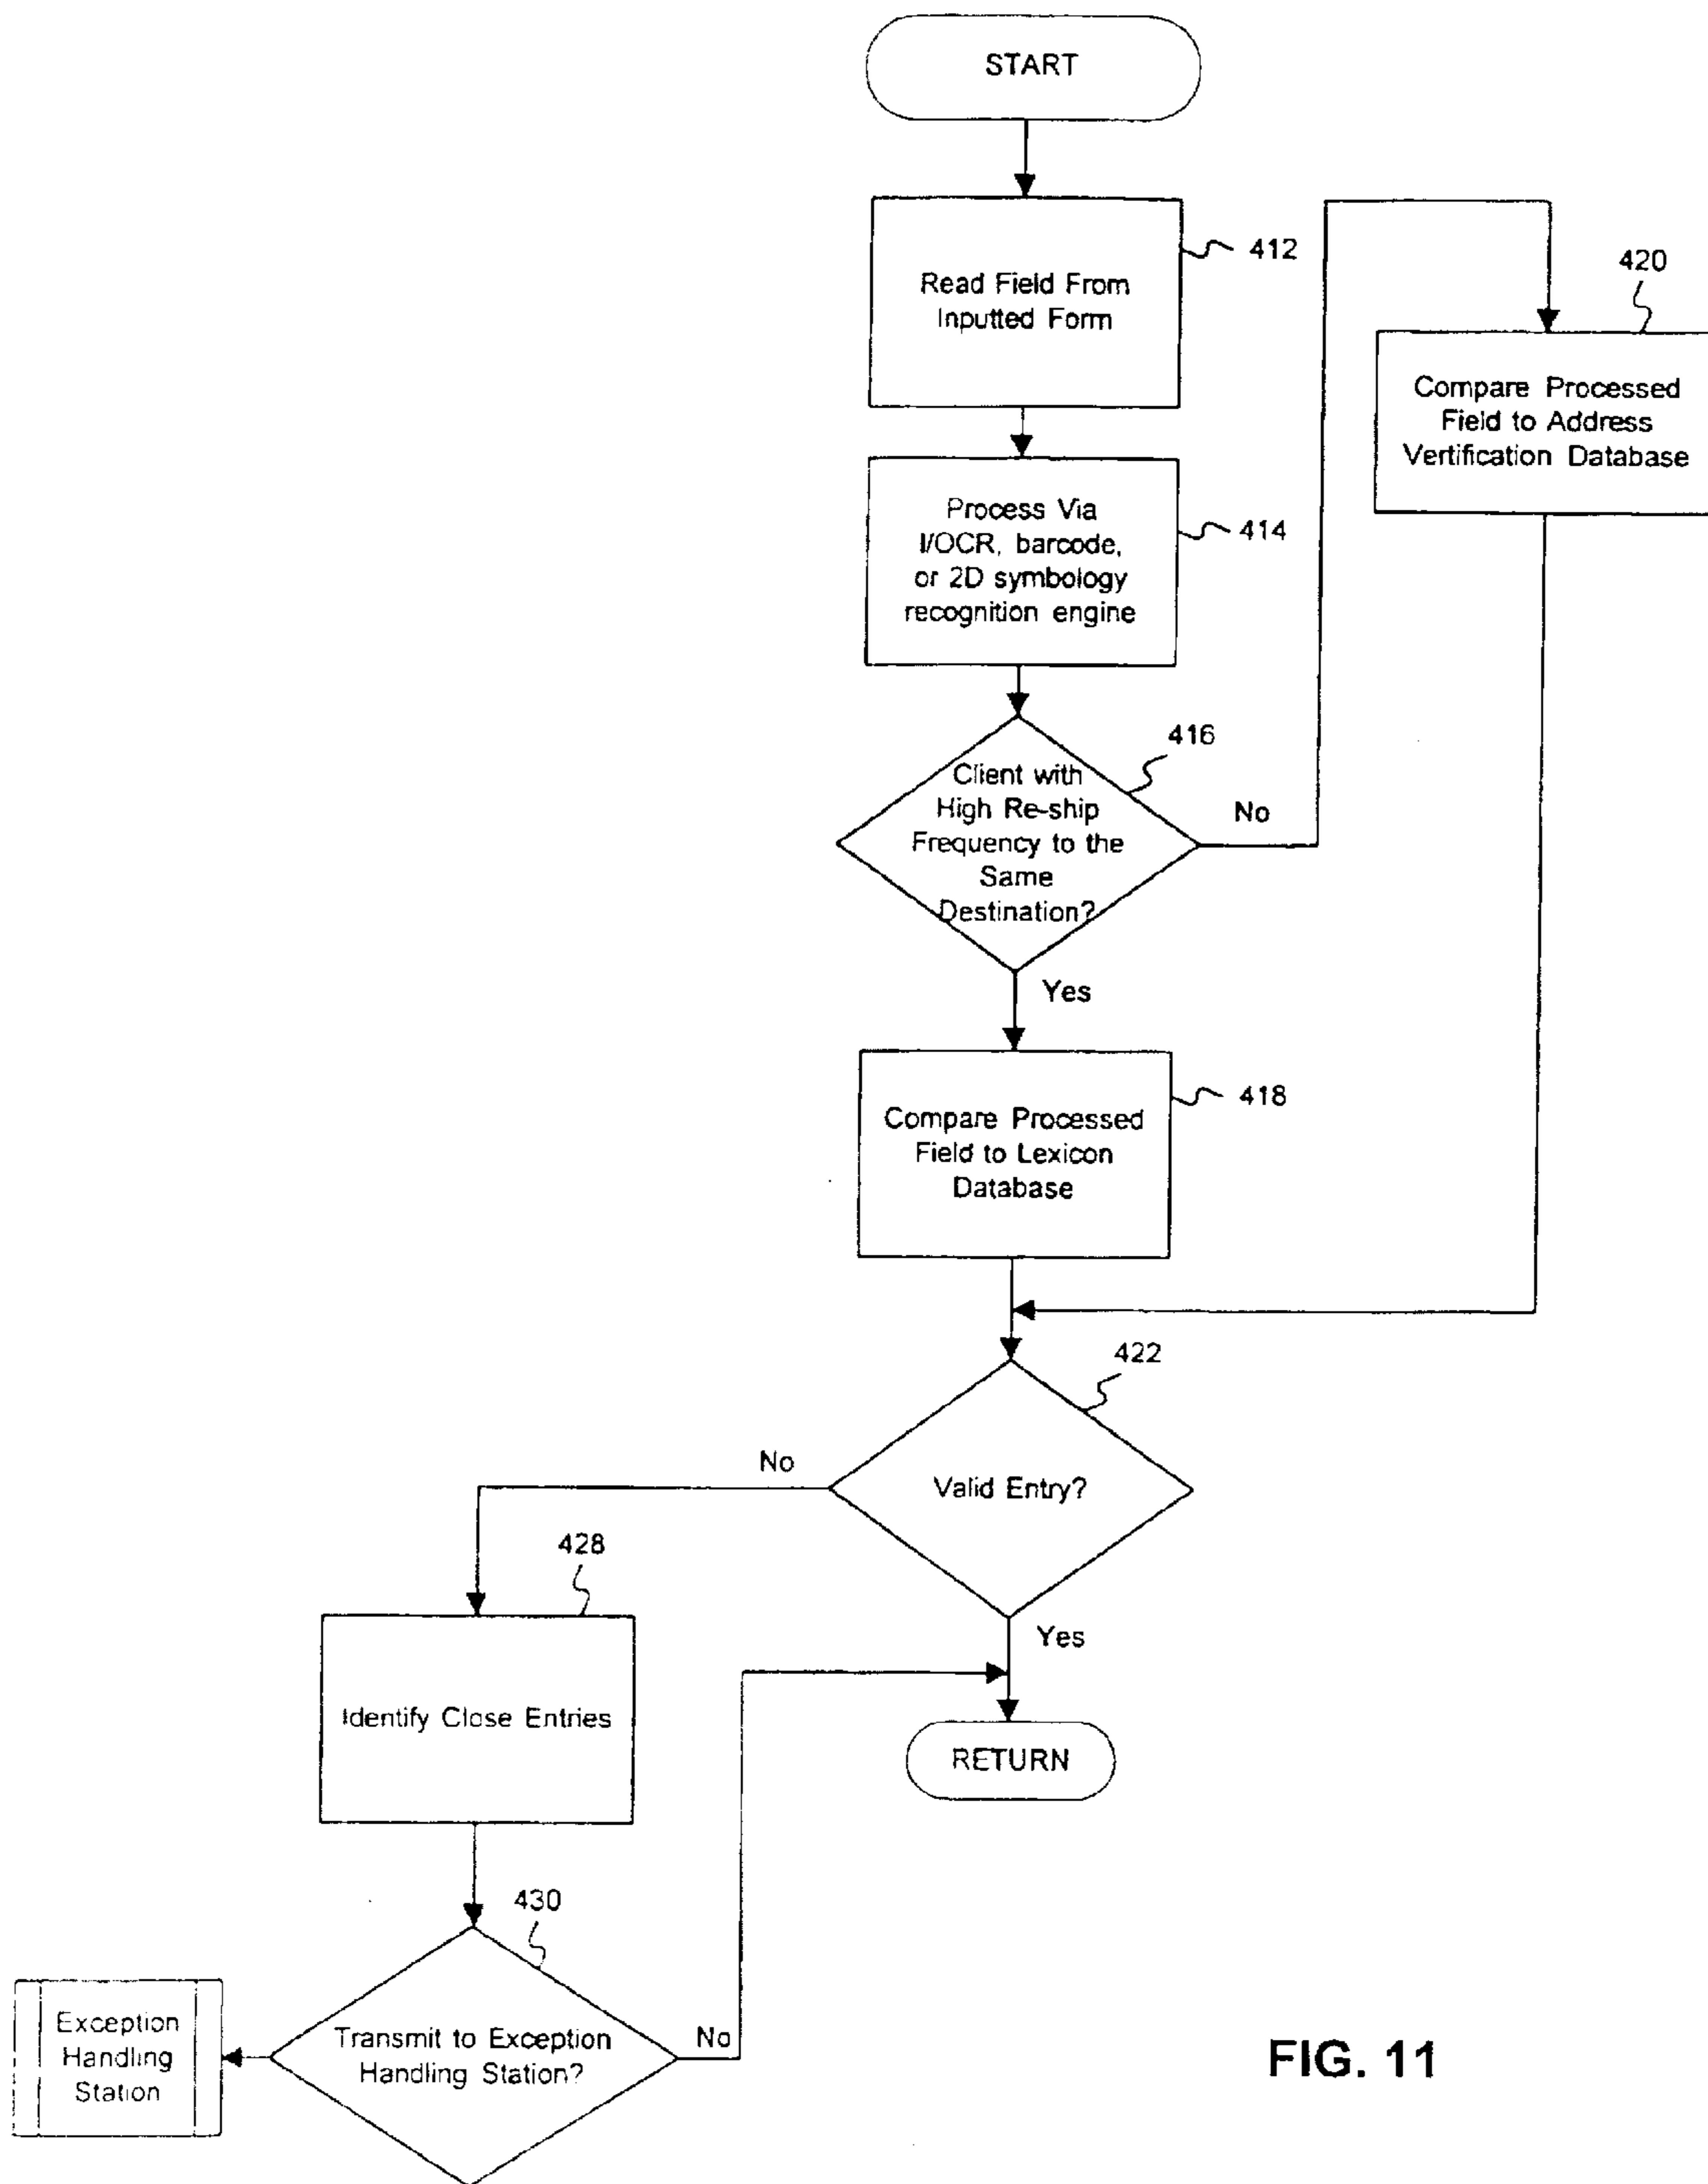 START
412
Read Field From
Inputted Form
420
Compare Processed
Field to Address
Vertification Database
Process Via
I/OCR, barcode,
or 2D symbology
recognition engine
414
416
Client with
High Re-ship
Frequency to the
Same
Destination?
No
Yes
418
Compare Processed
Field to Lexicon
Database
422
Valid Entry?
No
Yes
428
Identify Close Entries
RETURN
430
Exception
Handling
Station
Transmit to Exception
Handling Station?
No
FIG. 11